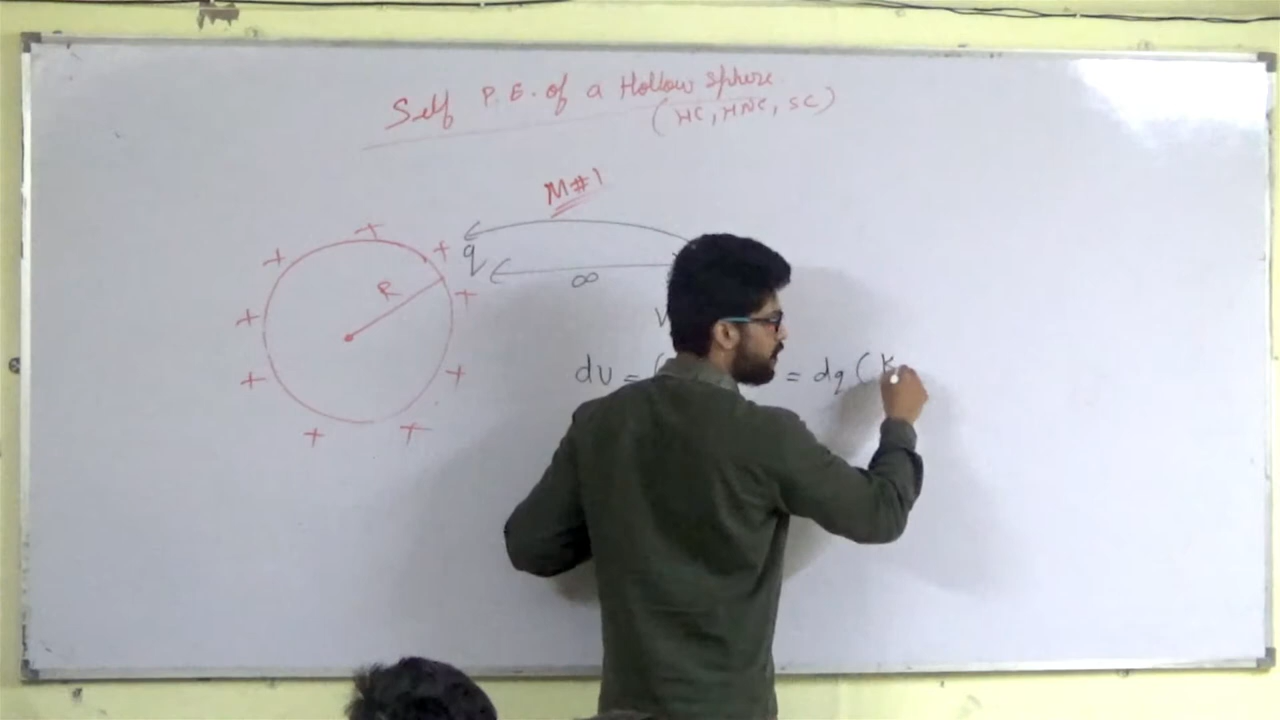 Self P.E. of a Hollow sphere
(HC, HNC, SC)
M#1
q
∞
R
dU = ( = dq (K